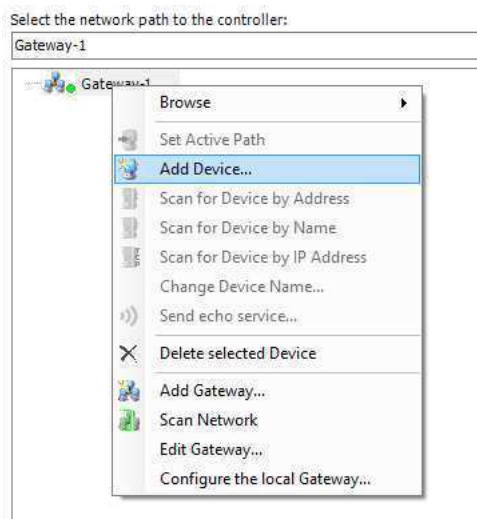 Select the network path to the controller:
Gateway-1
Gateway-1
Browse
Set Active Path
Add Device...
Scan for Device by Address
Scan for Device by Name
Scan for Device by IP Address
Change Device Name...
Send echo service...
Delete selected Device
Add Gateway...
Scan Network
Edit Gateway...
Configure the local Gateway...